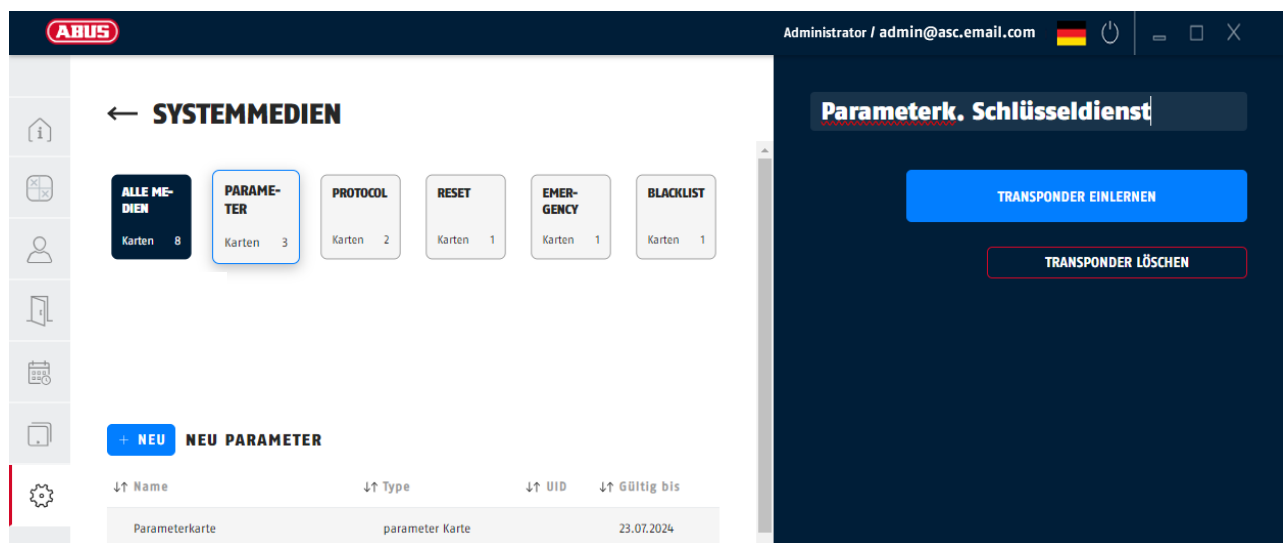 ABUS
Administrator / admin@asc.email.com
← SYSTEMMEDIEN
Parameterk. Schlüsseldienst
ALLE ME-
DIEN
Karten 8
PARAME-
TER
Karten 3
PROTOCOL
Karten 2
RESET
Karten 1
EMER-
GENCY
Karten 1
BLACKLIST
Karten 1
TRANSPONDER EINLERNEN
TRANSPONDER LÖSCHEN
+ NEU NEU PARAMETER
↓↑ Name ↓↑ Type ↓↑ UID ↓↑ Gültig bis
Parameterkarte parameter Karte 23.07.2024